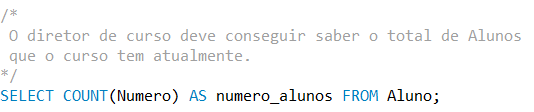 /*
O diretor de curso deve conseguir saber o total de Alunos
que o curso tem atualmente.
*/
SELECT COUNT(Numero) AS numero_alunos FROM Aluno;